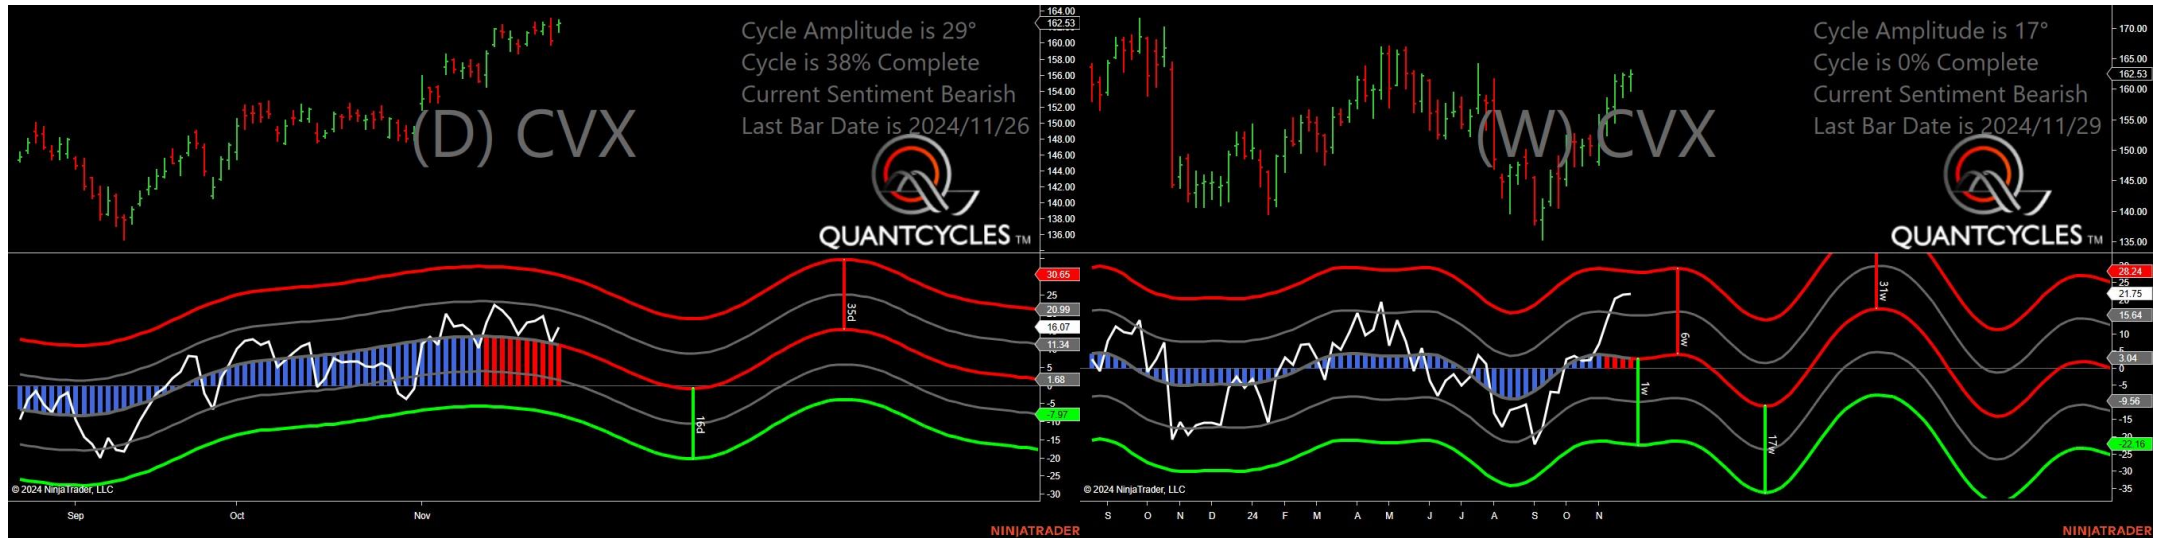 Cycle Amplitude is 29°
Cycle is 38% Complete
Current Sentiment Bearish
Last Bar Date is 2024/11/26
(D) CVX
QUANTCYCLES TM
164.00
162.53
160.00
158.00
156.00
154.00
152.00
150.00
148.00
146.00
144.00
142.00
140.00
138.00
136.00
30.65
25
20.99
16.07
11.34
5
1.68
-5
-7.97
-15
-20
-25
-30
35d
16d
© 2024 NinjaTrader, LLC
Sep
Oct
Nov
NINJATRADER
Cycle Amplitude is 17°
Cycle is 0% Complete
Current Sentiment Bearish
Last Bar Date is 2024/11/29
(W) CVX
QUANTCYCLES TM
170.00
165.00
162.53
160.00
155.00
150.00
145.00
140.00
135.00
28.24
25
21.75
15.64
10
3.04
0
-5
-9.56
-15
-22.16
-25
-30
-35
6w
31w
1w
17w
© 2024 NinjaTrader, LLC
S O N D 24 F M A M J J A S O N
NINJATRADER